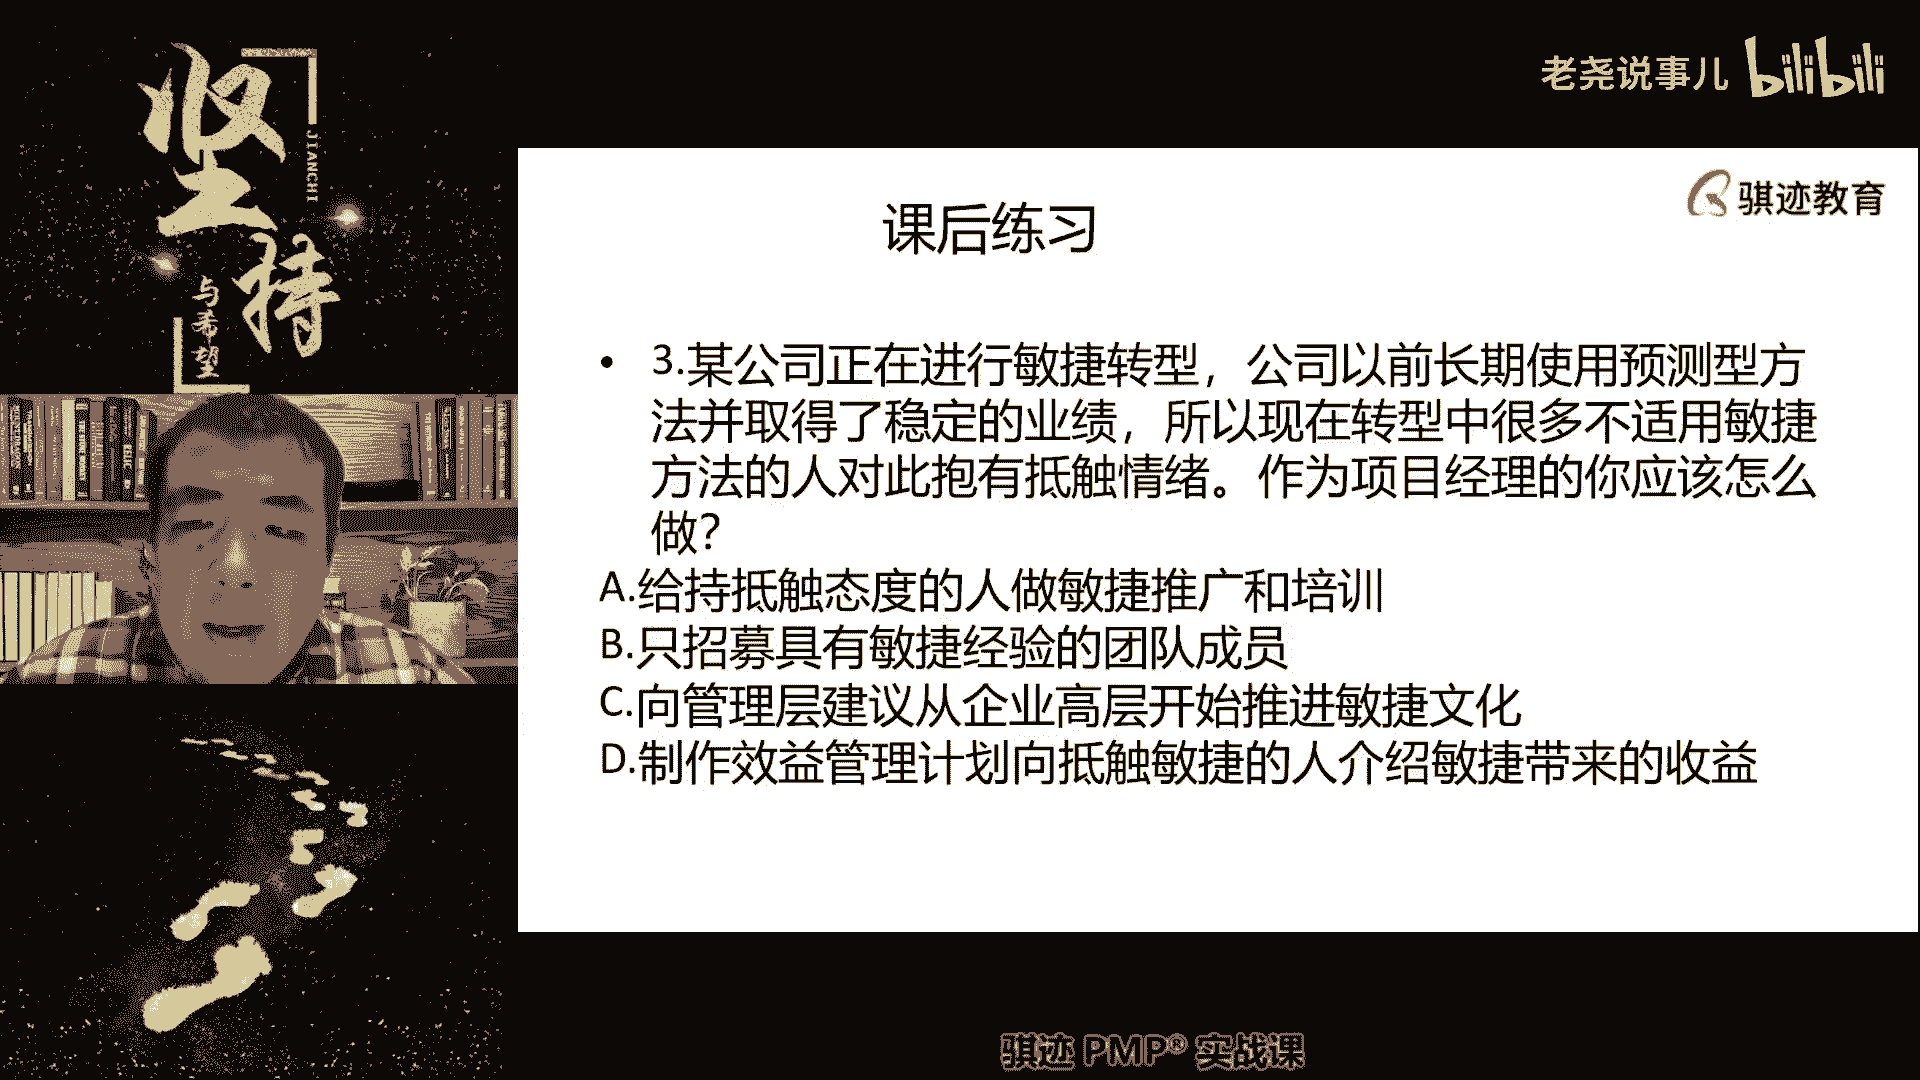 坚持
JIANCHI
与希望
老尧说事儿 bilibili
骐迹教育
课后练习
• 3.某公司正在进行敏捷转型，公司以前长期使用预测型方
法并取得了稳定的业绩，所以现在转型中很多不适用敏捷
方法的人对此抱有抵触情绪。作为项目经理的你应该怎么
做？
A.给持抵触态度的人做敏捷推广和培训
B.只招募具有敏捷经验的团队成员
C.向管理层建议从企业高层开始推进敏捷文化
D.制作效益管理计划向抵触敏捷的人介绍敏捷带来的收益
骐迹 PMP® 实战课